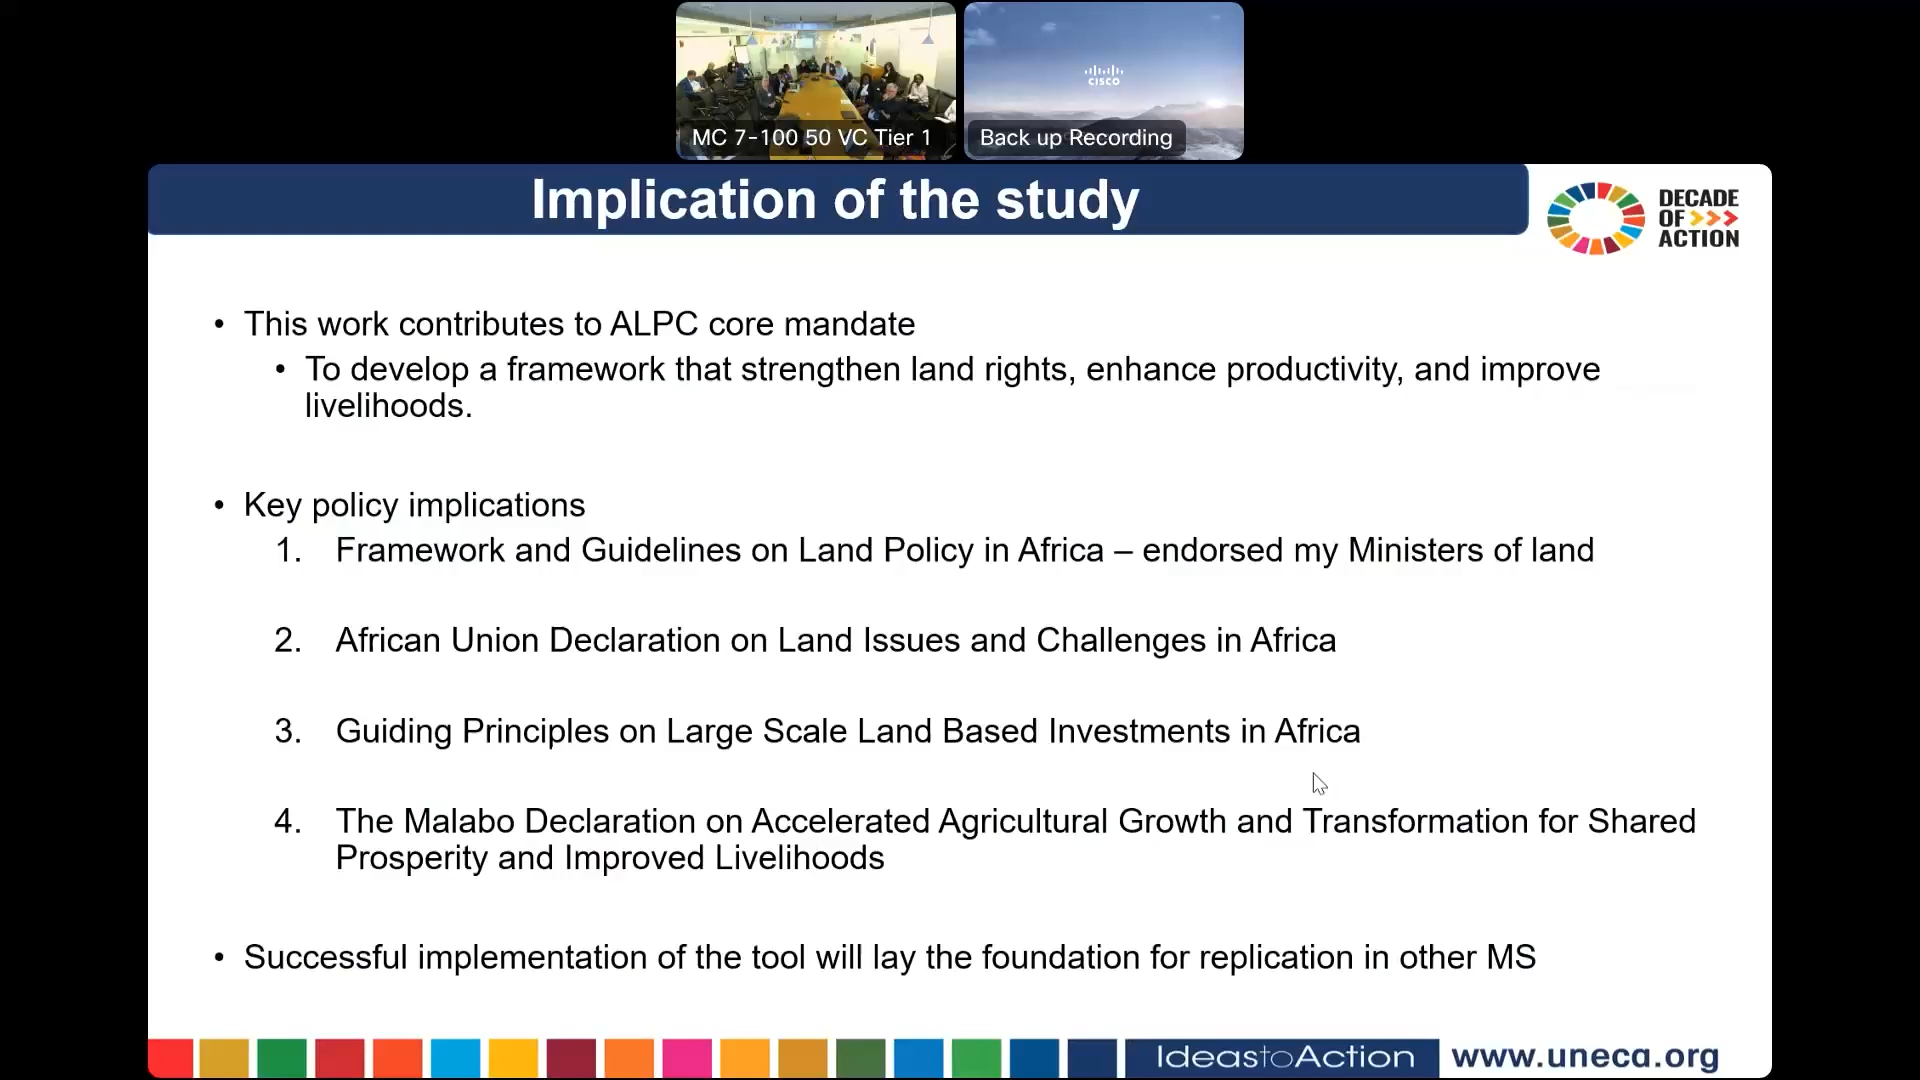 CISCO
MC 7-100 50 VC Tier 1
Back up Recording
Implication of the study
DECADE
OF >>>
ACTION
• This work contributes to ALPC core mandate
• To develop a framework that strengthen land rights, enhance productivity, and improve
livelihoods.
• Key policy implications
1. Framework and Guidelines on Land Policy in Africa – endorsed my Ministers of land
2. African Union Declaration on Land Issues and Challenges in Africa
3. Guiding Principles on Large Scale Land Based Investments in Africa
4. The Malabo Declaration on Accelerated Agricultural Growth and Transformation for Shared
Prosperity and Improved Livelihoods
• Successful implementation of the tool will lay the foundation for replication in other MS
IdeastoAction
www.uneca.org